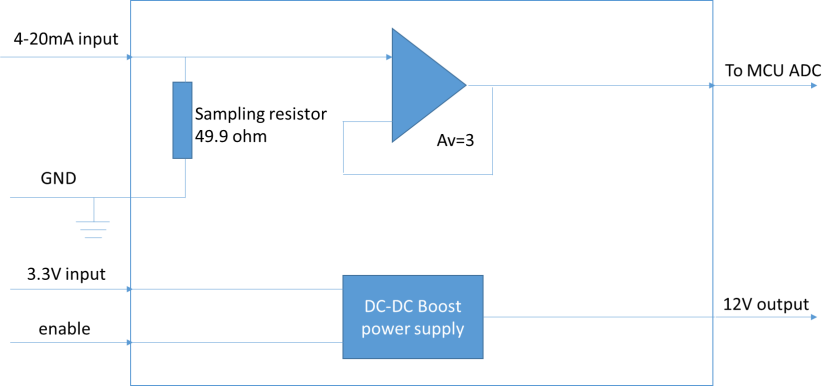 4-20mA input
To MCU ADC
Sampling resistor
49.9 ohm
Av=3
GND
3.3V input
DC-DC Boost
power supply
12V output
enable